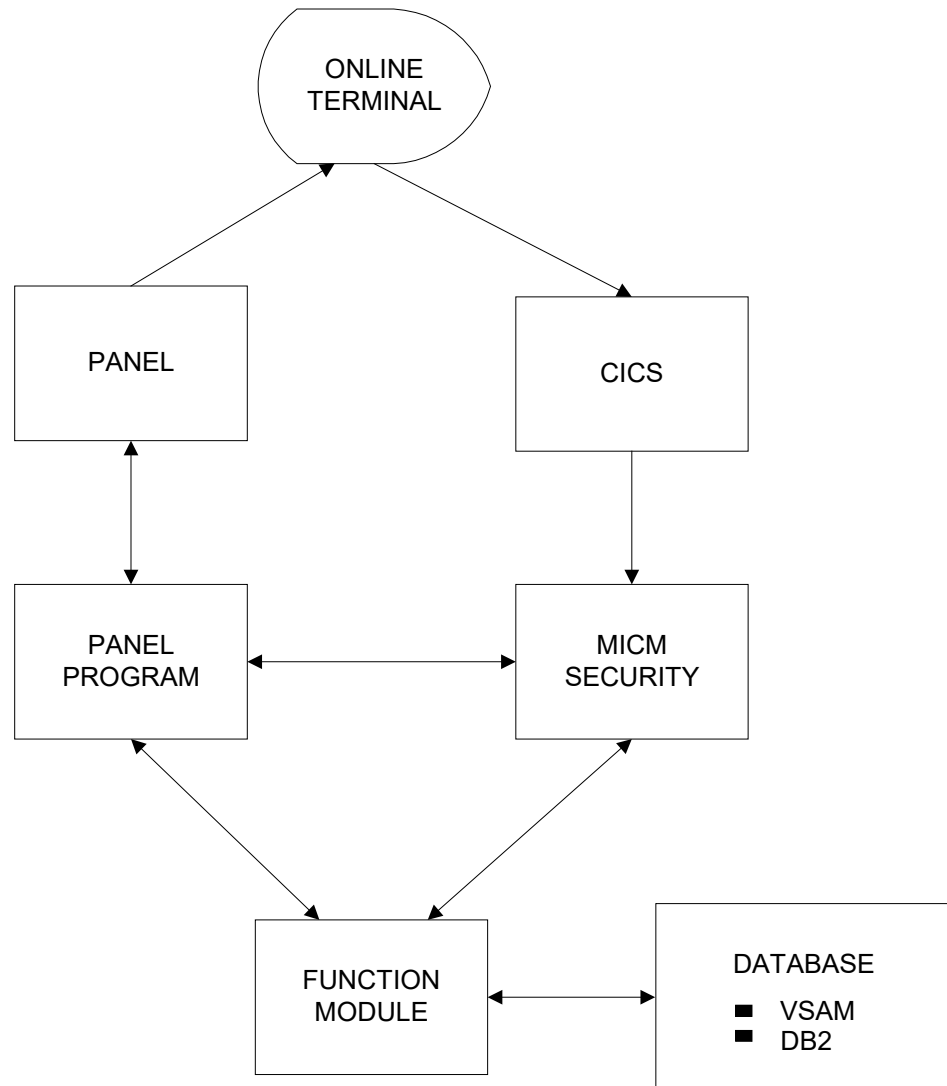 ONLINE
TERMINAL
PANEL
CICS
PANEL
PROGRAM
MICM
SECURITY
FUNCTION
MODULE
DATABASE
VSAM
DB2